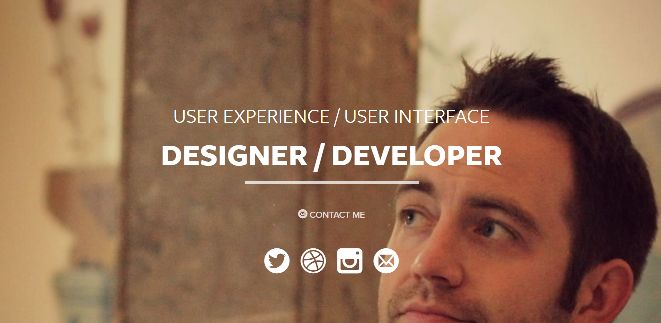 USER EXPERIENCE / USER INTERFACE
DESIGNER / DEVELOPER
CONTACT ME